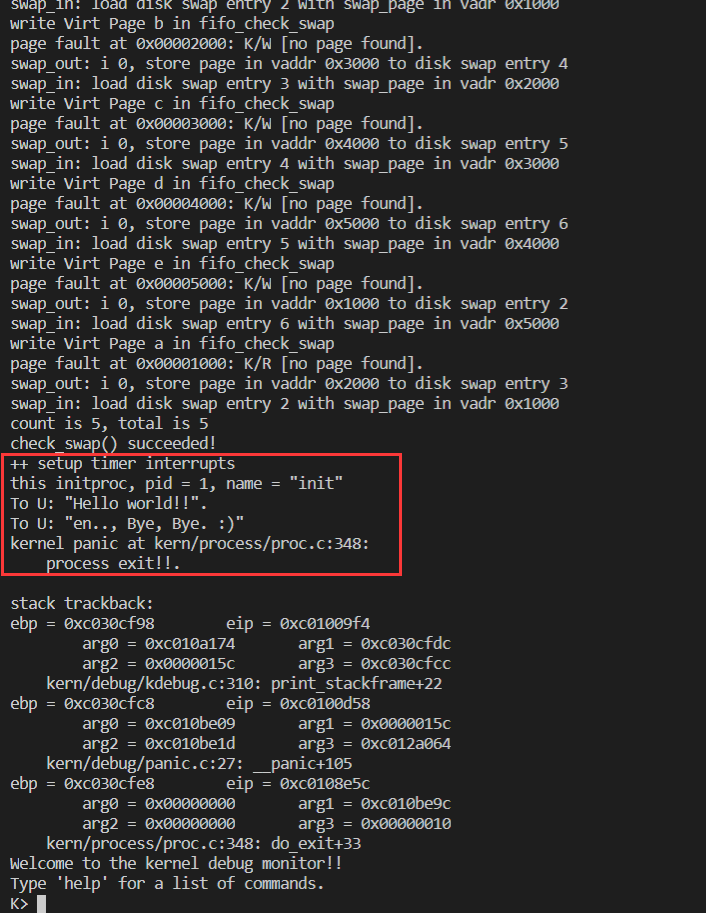 swap_in: load disk swap entry 2 with swap_page in vadr 0x1000
write Virt Page b in fifo_check_swap
page fault at 0x00002000: K/W [no page found].
swap_out: i 0, store page in vaddr 0x3000 to disk swap entry 4
swap_in: load disk swap entry 3 with swap_page in vadr 0x2000
write Virt Page c in fifo_check_swap
page fault at 0x00003000: K/W [no page found].
swap_out: i 0, store page in vaddr 0x4000 to disk swap entry 5
swap_in: load disk swap entry 4 with swap_page in vadr 0x3000
write Virt Page d in fifo_check_swap
page fault at 0x00004000: K/W [no page found].
swap_out: i 0, store page in vaddr 0x5000 to disk swap entry 6
swap_in: load disk swap entry 5 with swap_page in vadr 0x4000
write Virt Page e in fifo_check_swap
page fault at 0x00005000: K/W [no page found].
swap_out: i 0, store page in vaddr 0x1000 to disk swap entry 2
swap_in: load disk swap entry 6 with swap_page in vadr 0x5000
write Virt Page a in fifo_check_swap
page fault at 0x00001000: K/R [no page found].
swap_out: i 0, store page in vaddr 0x2000 to disk swap entry 3
swap_in: load disk swap entry 2 with swap_page in vadr 0x1000
count is 5, total is 5
check_swap() succeeded!
++ setup timer interrupts
this initproc, pid = 1, name = "init"
To U: "Hello world!!".
To U: "en.., Bye, Bye. :)"
kernel panic at kern/process/proc.c:348:
    process exit!!.

stack trackback:
ebp = 0xc030cf98        eip = 0xc01009f4
        arg0 = 0xc010a174       arg1 = 0xc030cfdc
        arg2 = 0x0000015c       arg3 = 0xc030cfcc
    kern/debug/kdebug.c:310: print_stackframe+22
ebp = 0xc030cfc8        eip = 0xc0100d58
        arg0 = 0xc010be09       arg1 = 0x0000015c
        arg2 = 0xc010be1d       arg3 = 0xc012a064
    kern/debug/panic.c:27: __panic+105
ebp = 0xc030cfe8        eip = 0xc0108e5c
        arg0 = 0x00000000       arg1 = 0xc010be9c
        arg2 = 0x00000000       arg3 = 0x00000010
    kern/process/proc.c:348: do_exit+33
Welcome to the kernel debug monitor!!
Type 'help' for a list of commands.
K>